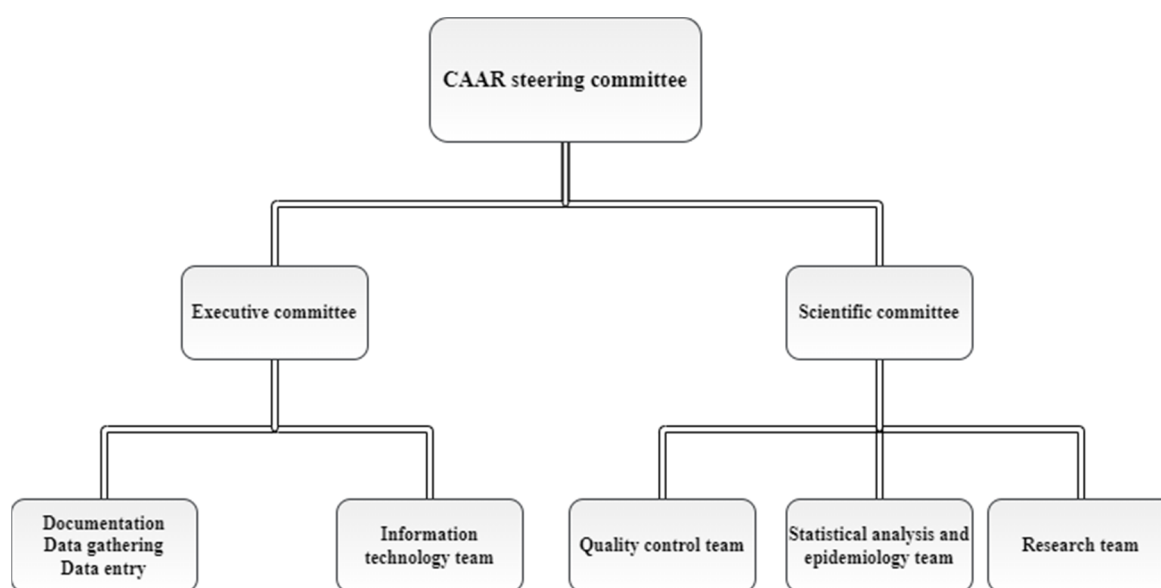 CAAR steering committee
Executive committee
Scientific committee
Documentation
Data gathering
Data entry
Information
technology team
Quality control team
Statistical analysis and
epidemiology team
Research team